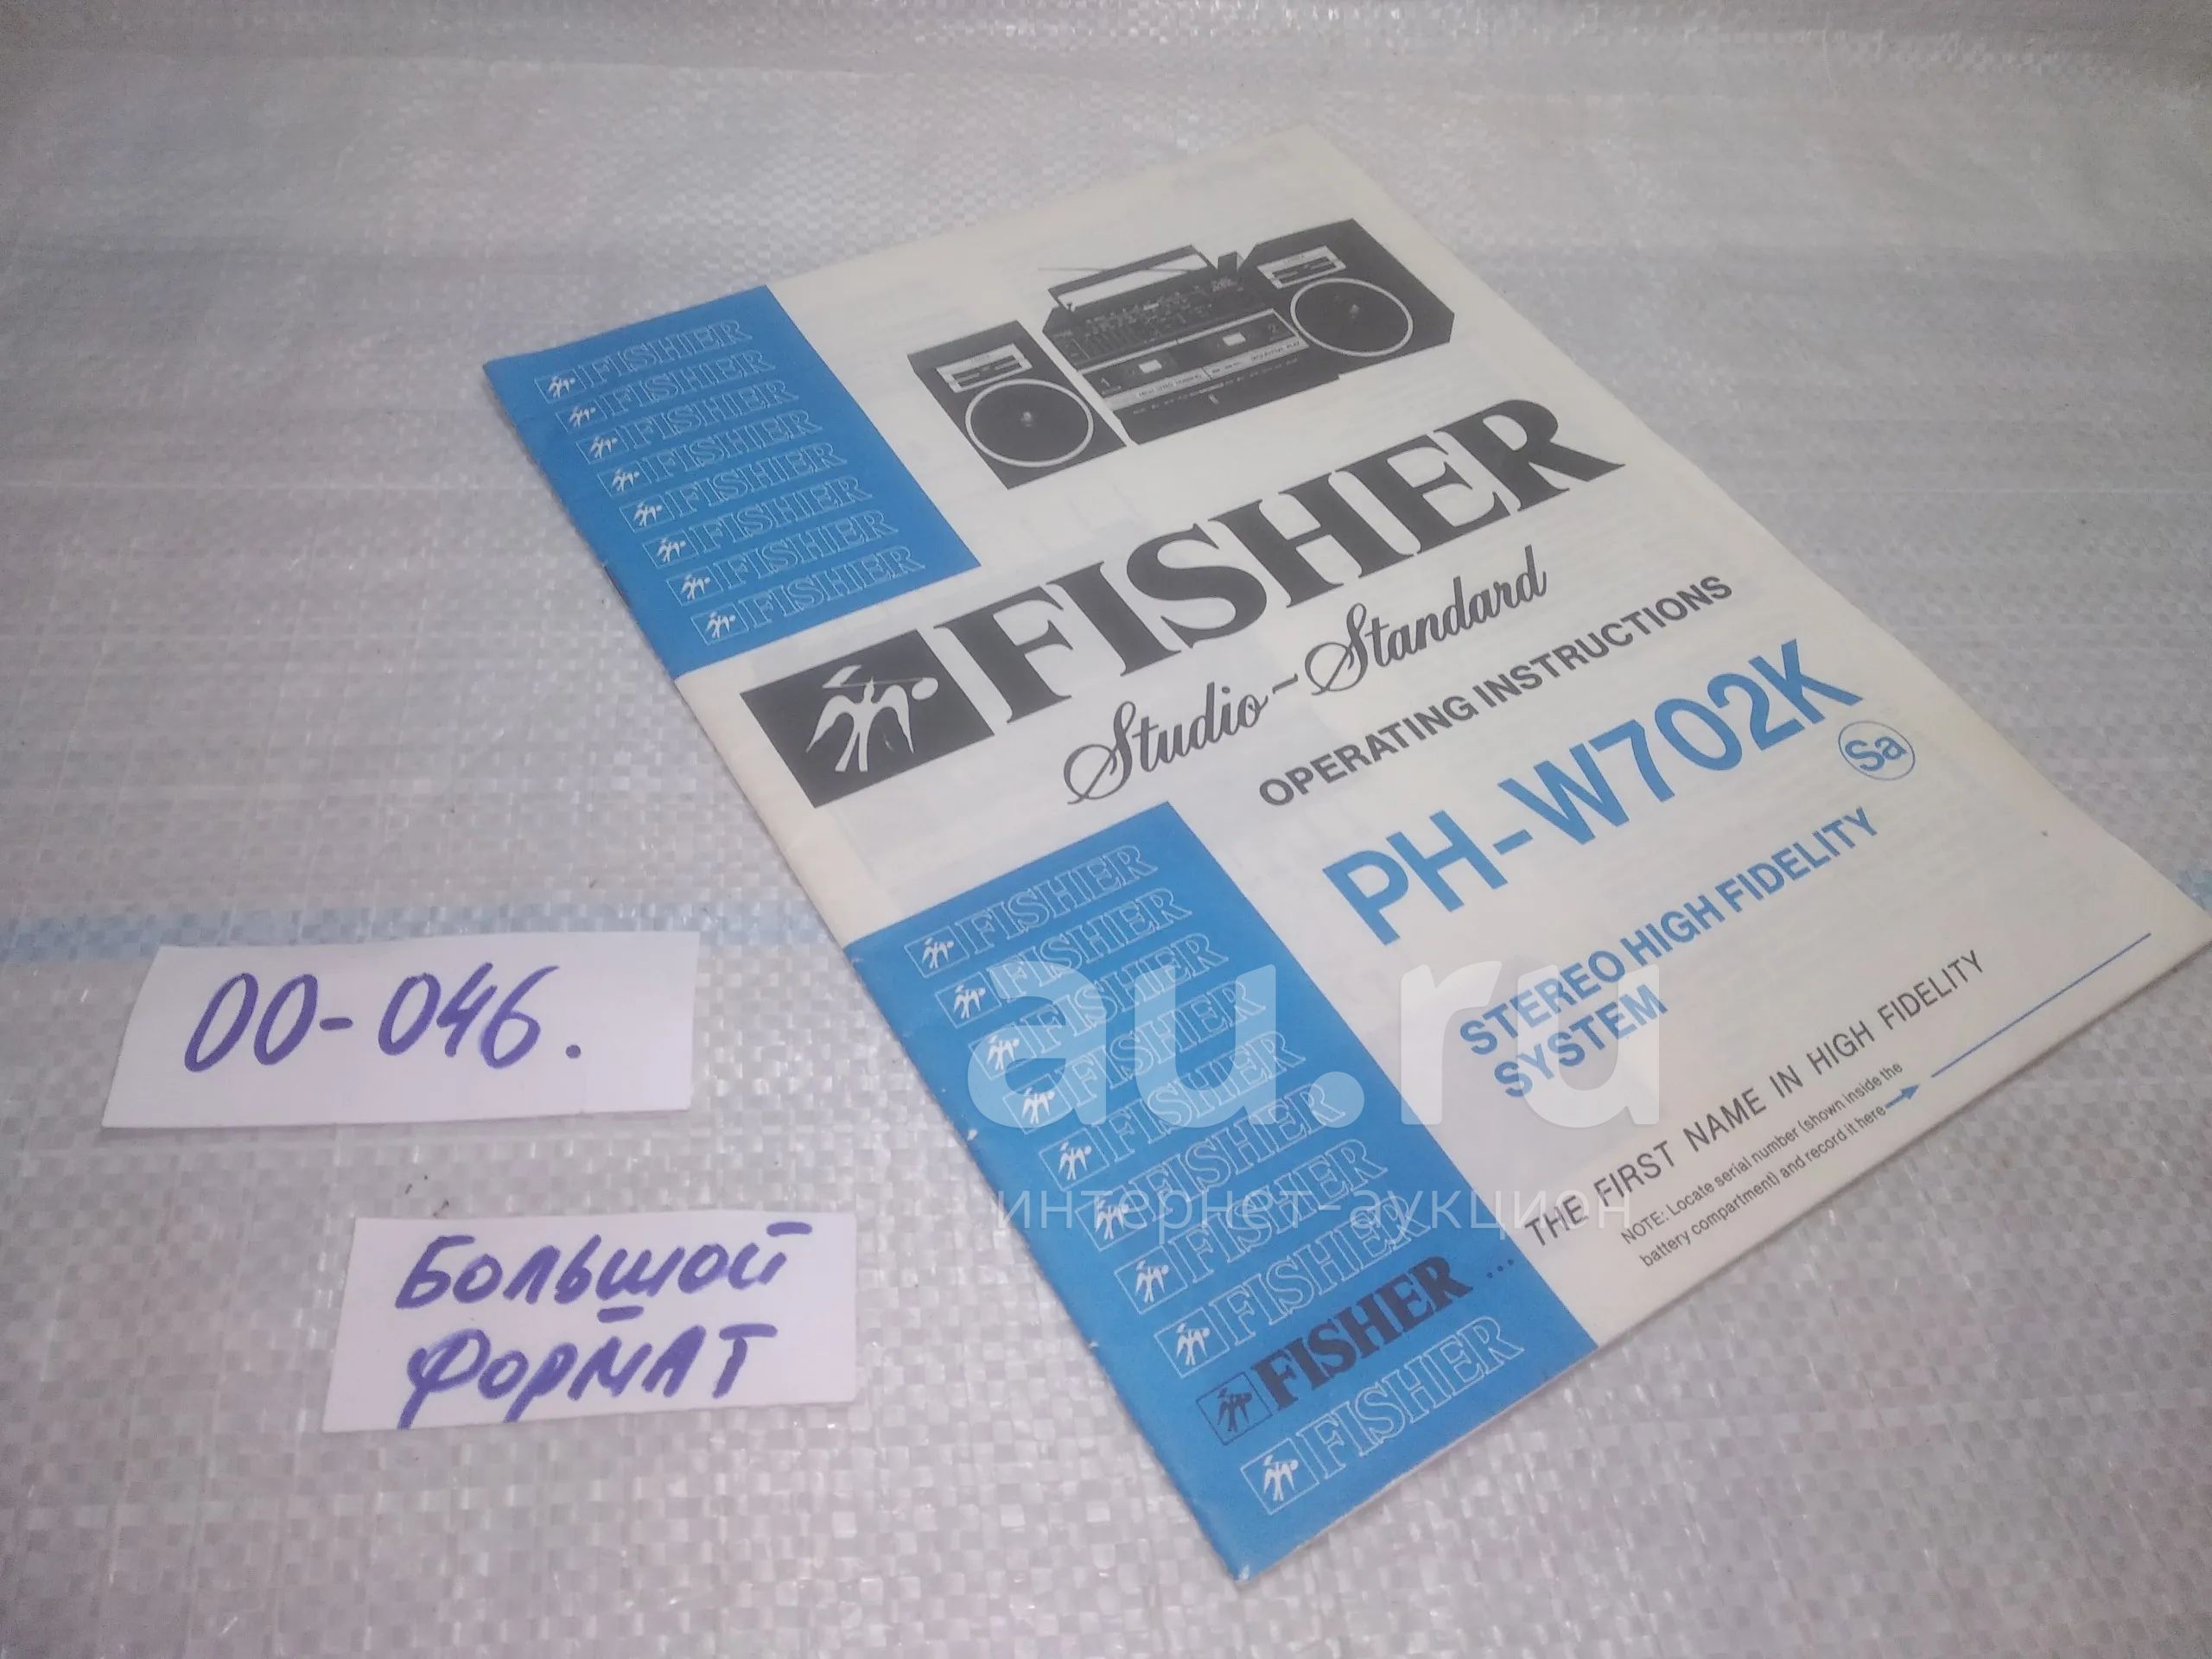 FISHER
FISHER
FISHER
FISHER
FISHER
FISHER
FISHER
FISHER
FISHER
Studio-Standard
OPERATING INSTRUCTIONS
PH-W702K
Sa
STEREO HIGH FIDELITY
SYSTEM
FISHER
FISHER
FISHER
FISHER
FISHER
FISHER
FISHER
FISHER
FISHER... THE FIRST NAME IN HIGH FIDELITY
FISHER
NOTE: Locate serial number (shown inside the
battery compartment) and record it here
00-046.
Большой
формат
au.ru
интернет-аукцион